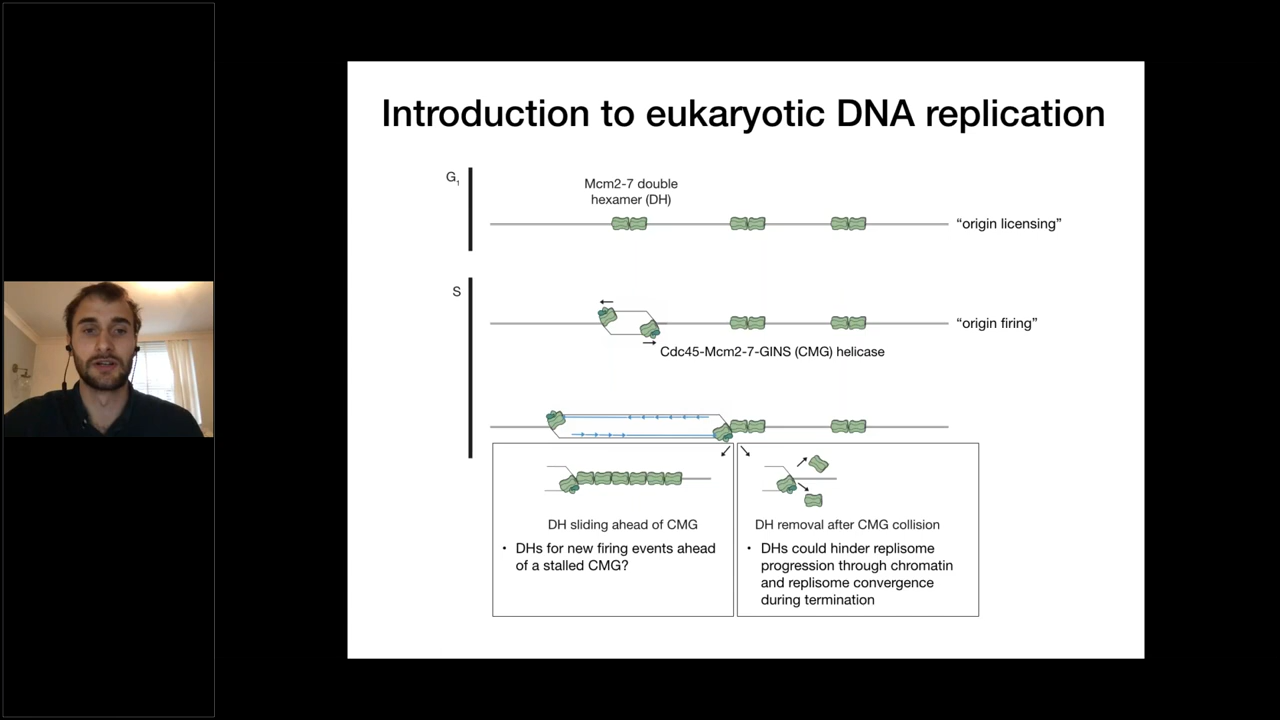 Introduction to eukaryotic DNA replication
G1
Mcm2-7 double
hexamer (DH)
“origin licensing”
S
“origin firing”
Cdc45-Mcm2-7-GINS (CMG) helicase
DH sliding ahead of CMG
• DHs for new firing events ahead
of a stalled CMG?
DH removal after CMG collision
• DHs could hinder replisome
progression through chromatin
and replisome convergence
during termination